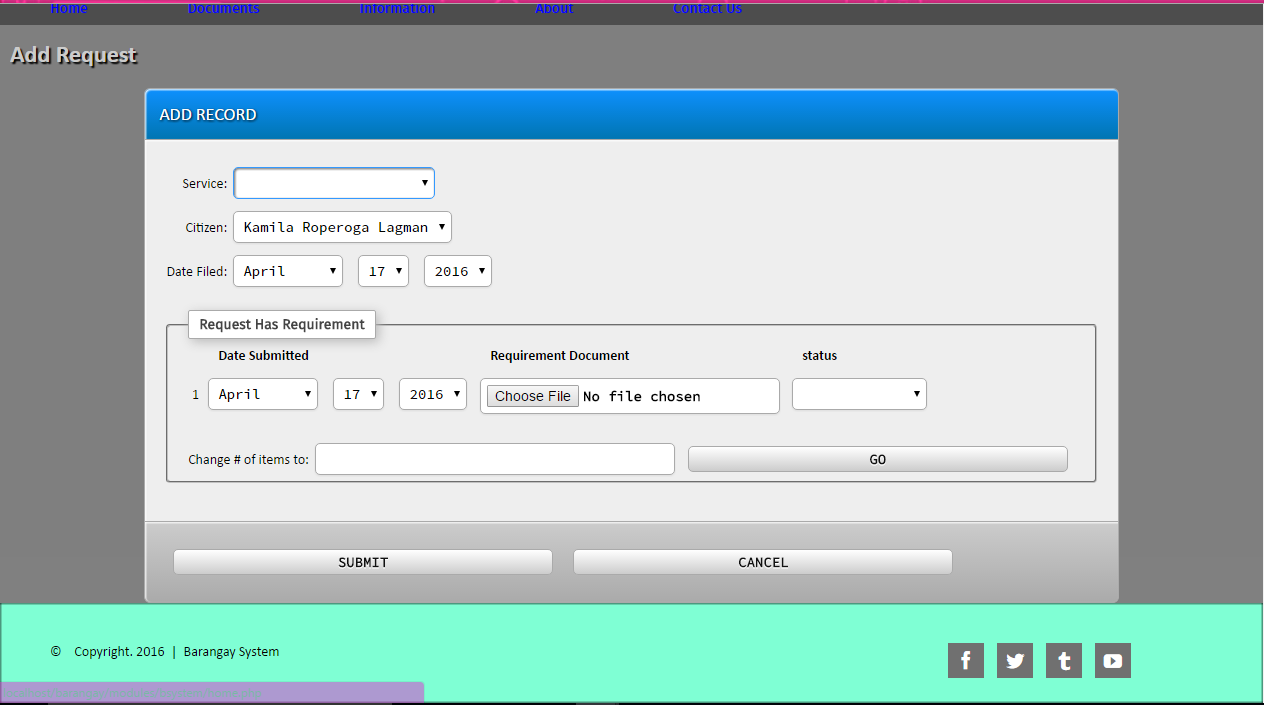 Home Documents Information About Contact Us
Add Request
ADD RECORD
Service:
Citizen: Kamila Roperoga Lagman
Date Filed: April 17 2016
Request Has Requirement
Date Submitted Requirement Document status
1 April 17 2016 Choose File No file chosen
Change # of items to: GO
SUBMIT CANCEL
© Copyright. 2016 | Barangay System